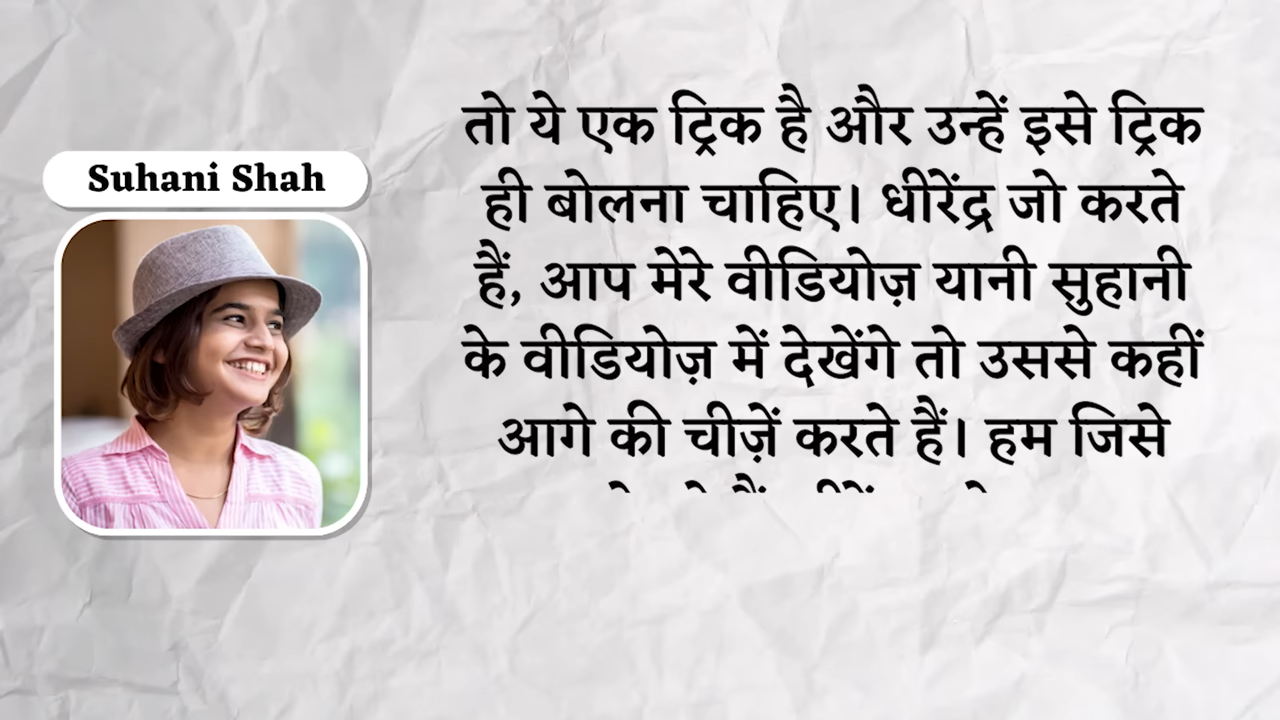 Suhani Shah
तो ये एक ट्रिक है और उन्हें इसे ट्रिक
ही बोलना चाहिए। धीरेंद्र जो करते
हैं, आप मेरे वीडियोज़ यानी सुहानी
के वीडियोज़ में देखेंगे तो उससे कहीं
आगे की चीज़ें करते हैं। हम जिसे